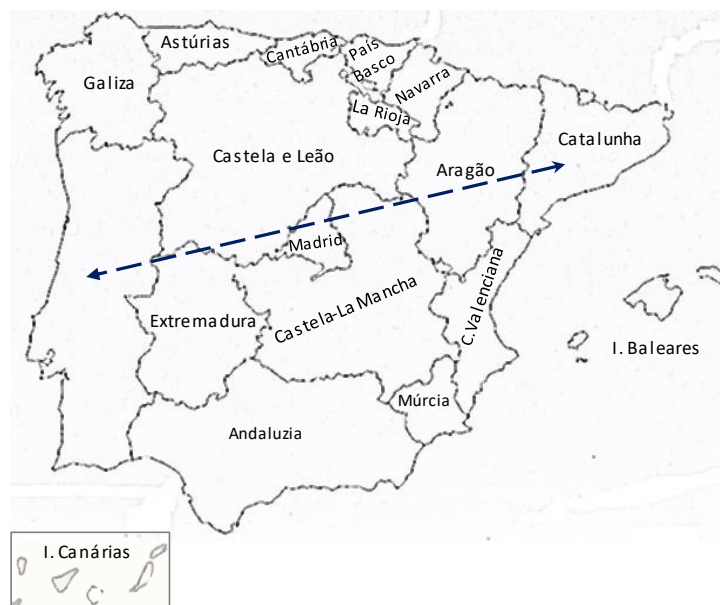 Astúrias
Cantábria
País
Basco
Galiza
Navarra
La Rioja
Catalunha
Castela e Leão
Aragão
Madrid
C.Valenciana
Castela-La Mancha
Extremadura
I. Baleares
Múrcia
Andaluzia
I. Canárias